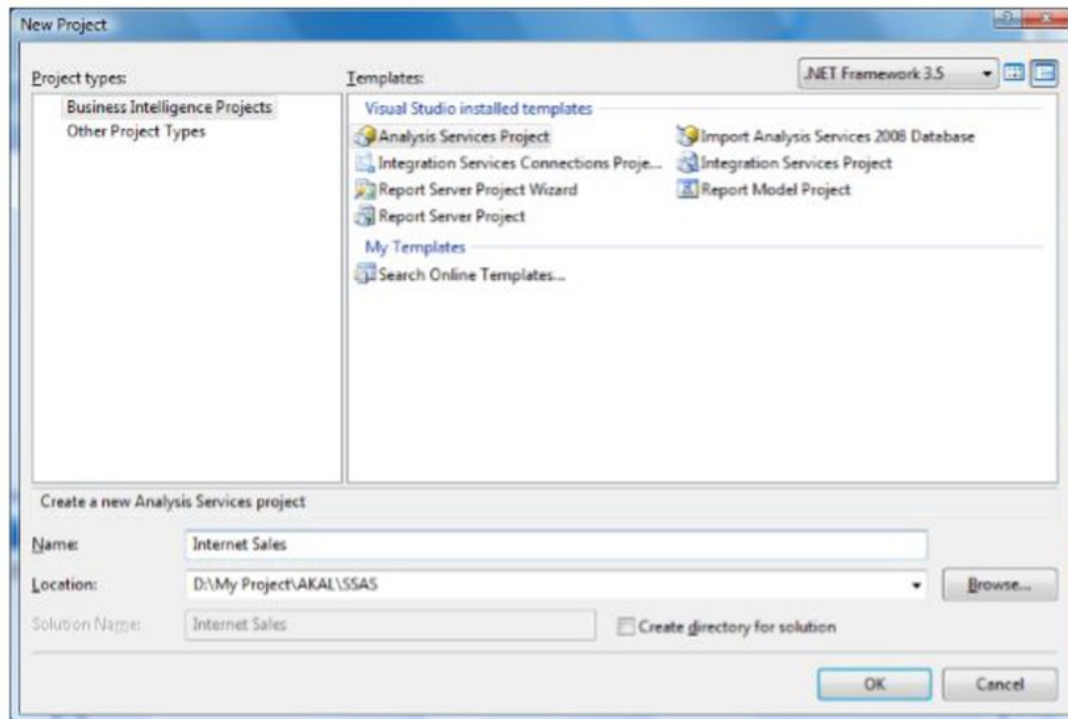 New Project
Project types:
Templates:
.NET Framework 3.5
Business Intelligence Projects
Other Project Types
Visual Studio installed templates
Analysis Services Project
Import Analysis Services 2008 Database
Integration Services Connections Proje...
Integration Services Project
Report Server Project Wizard
Report Model Project
Report Server Project
My Templates
Search Online Templates...
Create a new Analysis Services project
Name:
Internet Sales
Location:
D:\My Project\AKAL\SSAS
Browse...
Solution Name:
Internet Sales
Create directory for solution
OK
Cancel